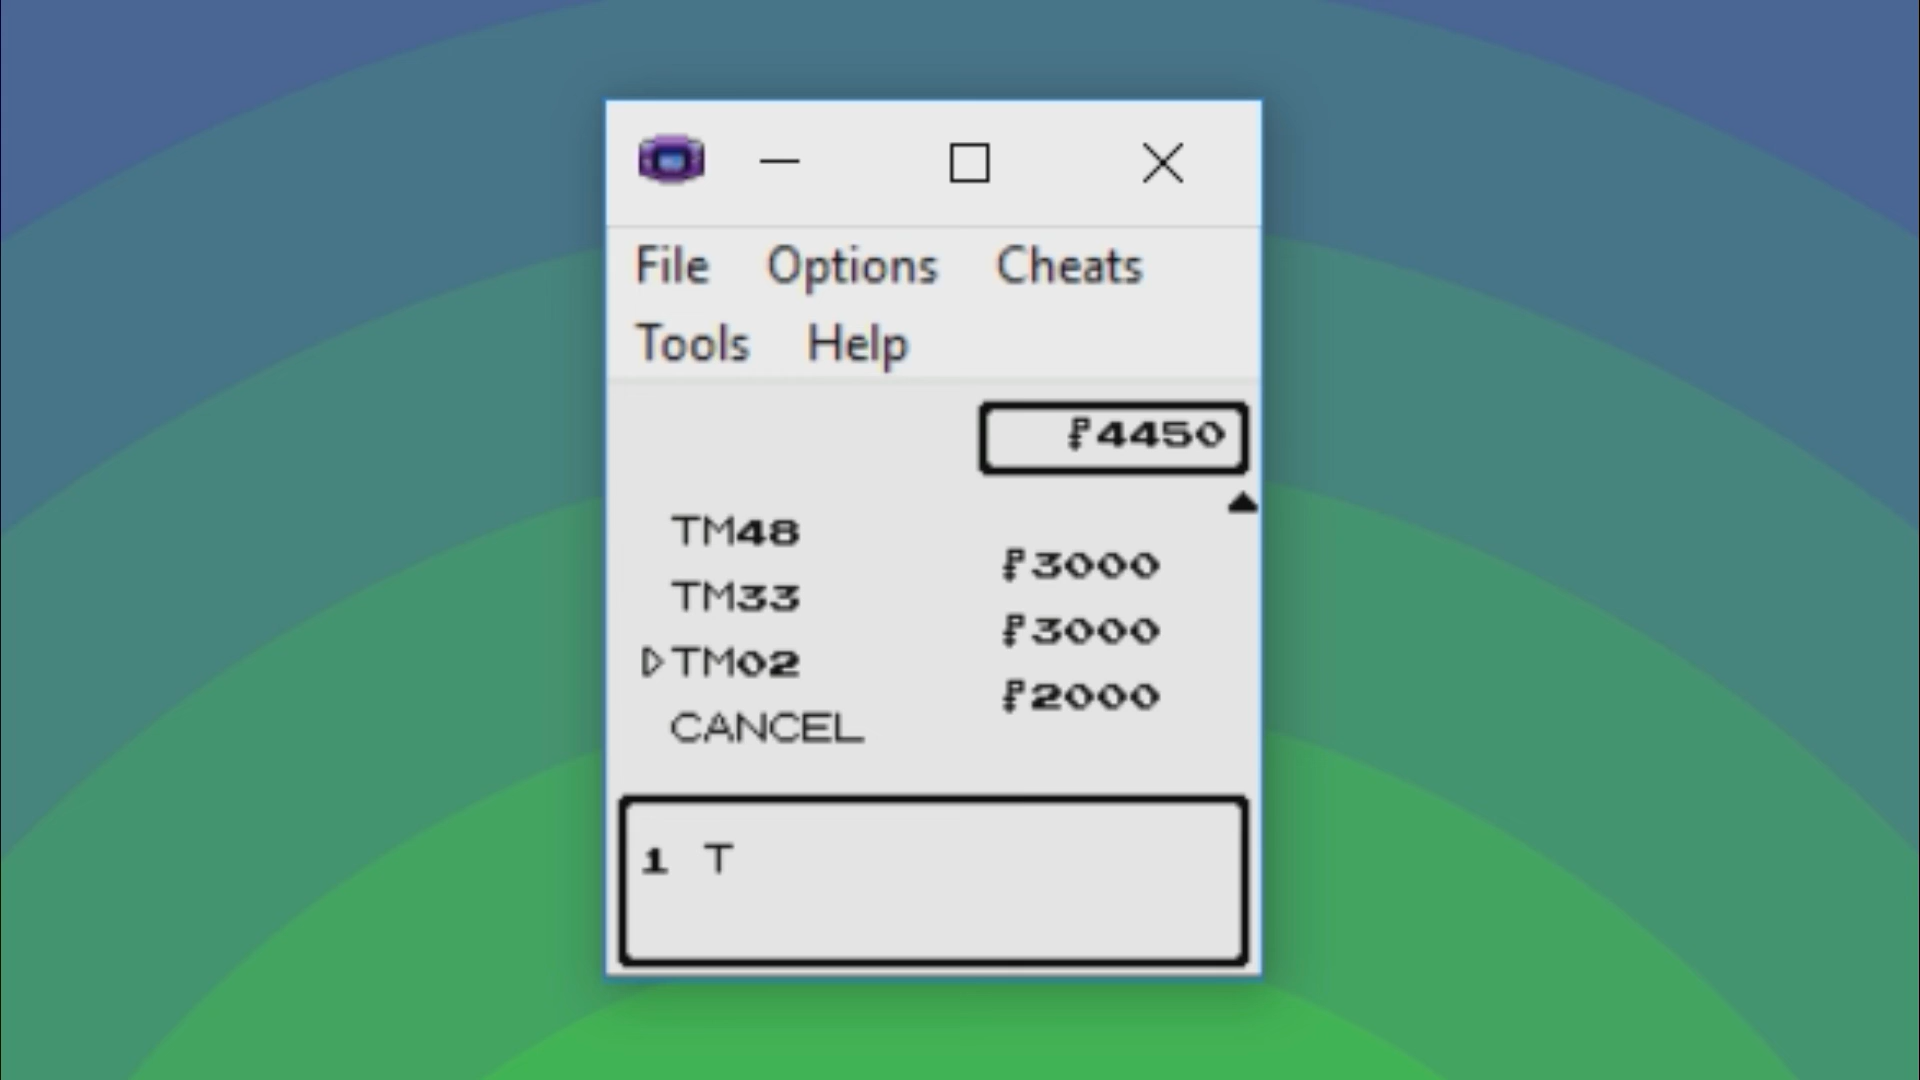 File Options Cheats
Tools Help
₽4450
TM48
₽3000
TM33
₽3000
TM02
₽2000
CANCEL
1 T